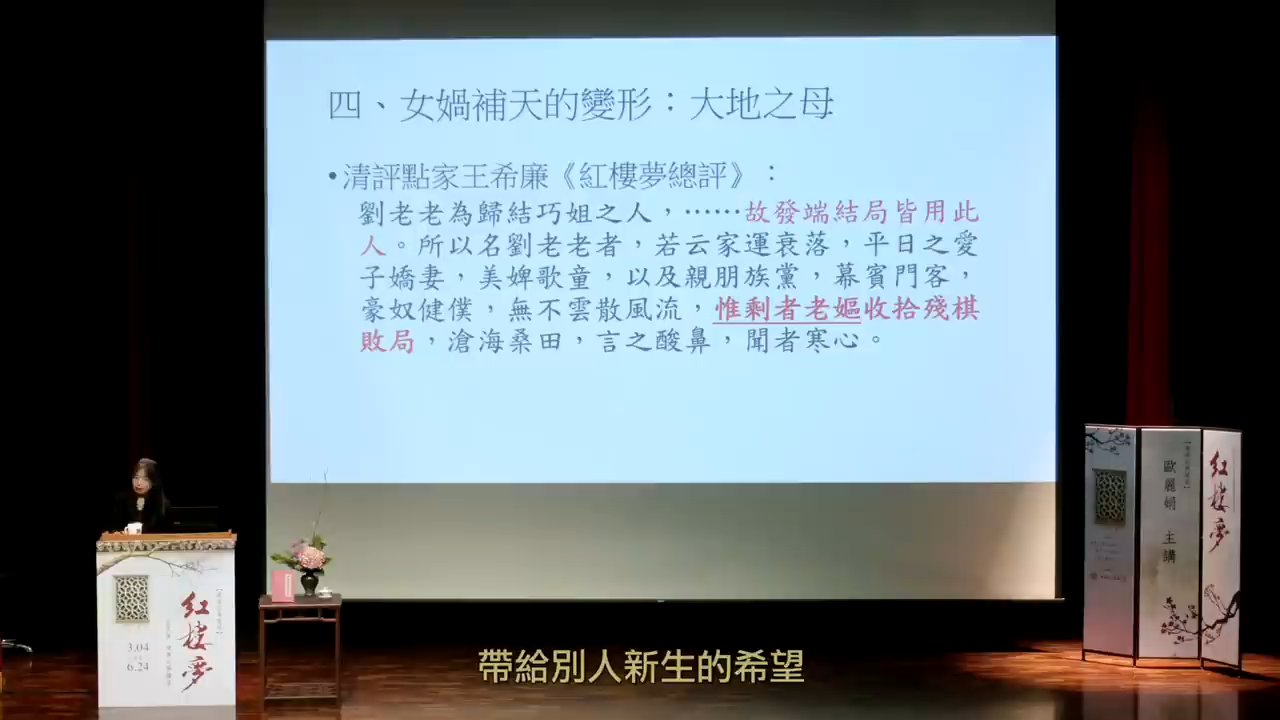 四、女媧補天的變形：大地之母
•清評點家王希廉《紅樓夢總評》：
劉老老為歸結巧姐之人，⋯⋯故發端結局皆用此
人。所以名劉老老者，若云家運衰落，平日之愛
子嬌妻，美婢歌童，以及親朋族黨，幕賓門客，
豪奴健僕，無不雲散風流，惟剩者老嫗收拾殘棋
敗局，滄海桑田，言之酸鼻，聞者寒心。
紅樓夢
3.04
6.24
歐麗娟 主講
紅樓夢
帶給別人新生的希望